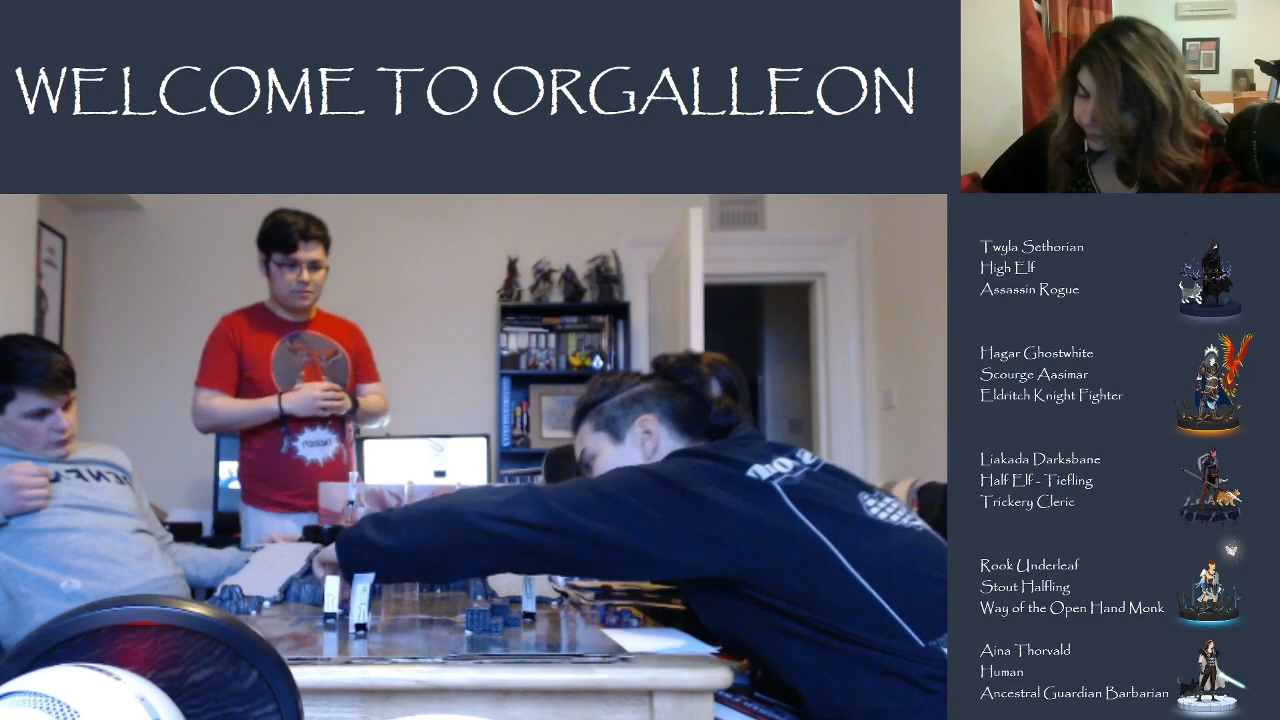 WELCOME TO ORGALLEON
Twyla Sethorian
High Elf
Assassin Rogue
Hagar Ghostwhite
Scourge Aasimar
Eldritch Knight Fighter
Liakada Darksbane
Half Elf - Tiefling
Trickery Cleric
Rook Underleaf
Stout Halfling
Way of the Open Hand Monk
Aina Thorvald
Human
Ancestral Guardian Barbarian